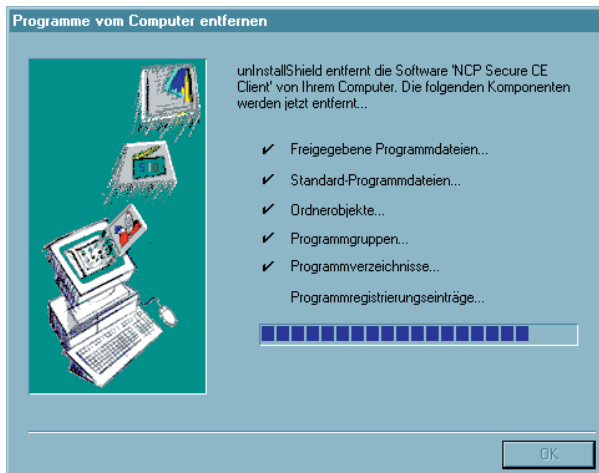 Programme vom Computer entfernen
unInstallShield entfernt die Software 'NCP Secure CE
Client' von Ihrem Computer. Die folgenden Komponenten
werden jetzt entfernt...
✔ Freigegebene Programmdateien...
✔ Standard-Programmdateien...
✔ Ordnerobjekte...
✔ Programmgruppen...
✔ Programmverzeichnisse...
Programmregistrierungseinträge...
OK